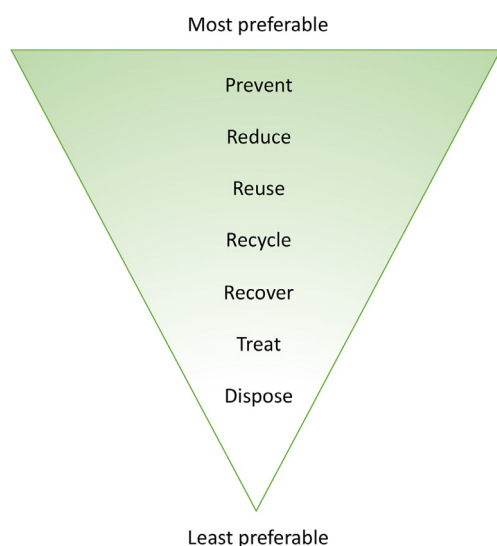 Most preferable
Prevent
Reduce
Reuse
Recycle
Recover
Treat
Dispose
Least preferable